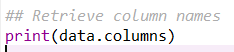 ## Retrieve column names
print(data.columns)